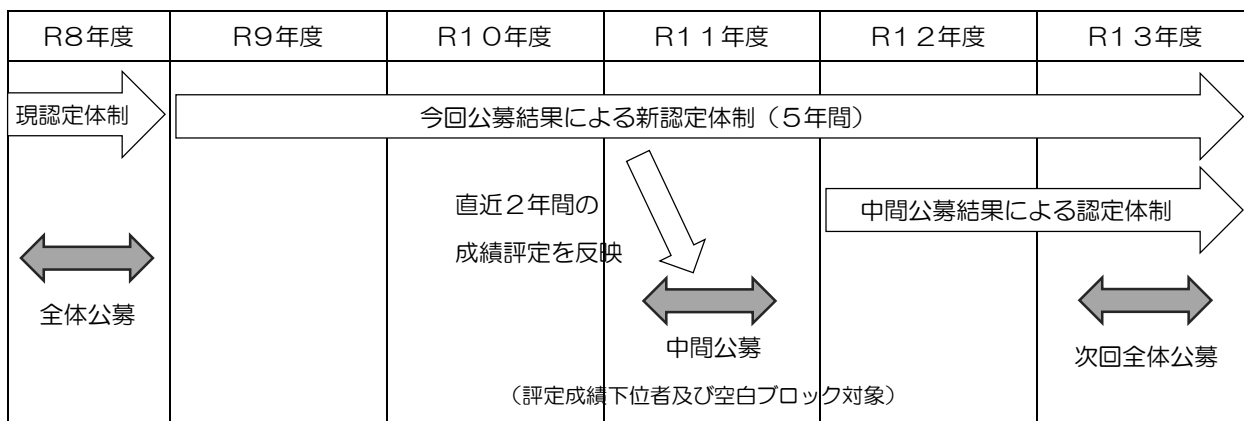 R8年度
R9年度
R10年度
R11年度
R12年度
R13年度
現認定体制
今回公募結果による新認定体制（5年間）
直近2年間の
成績評定を反映
中間公募結果による認定体制
全体公募
中間公募
次回全体公募
（評定成績下位者及び空白ブロック対象）